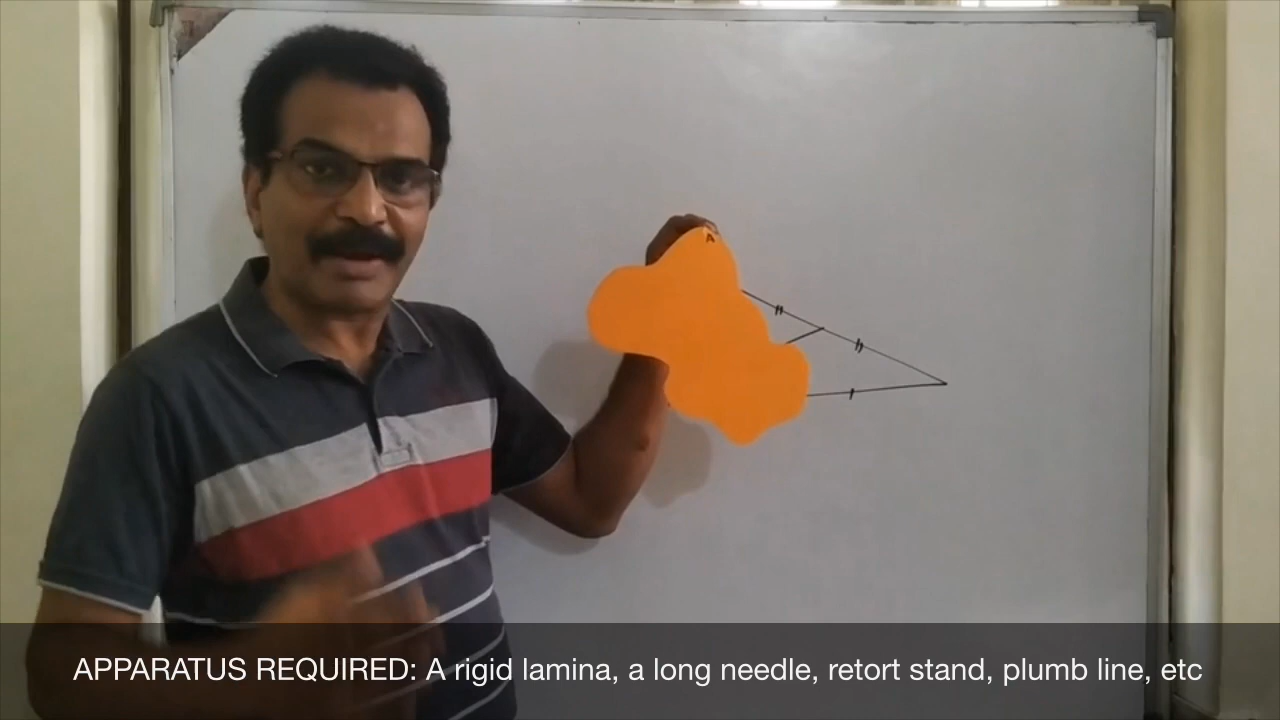 A
APPARATUS REQUIRED: A rigid lamina, a long needle, retort stand, plumb line, etc